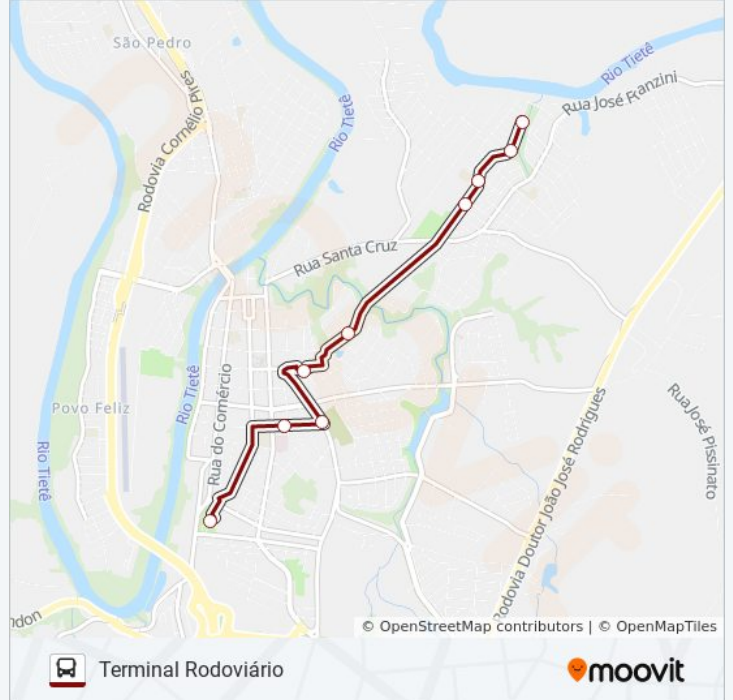 São Pedro
Rodovia Cornélio Pires
Rio Tietê
Rio Tietê
Rua José Franzini
Rua Santa Cruz
Povo Feliz
Rio Tietê
Rua do Comércio
Rio Tietê
Rua José Pissinato
Rodovia Doutor João José Rodrigues
don
© OpenStreetMap contributors | © OpenMapTiles
Terminal Rodoviário
moovit